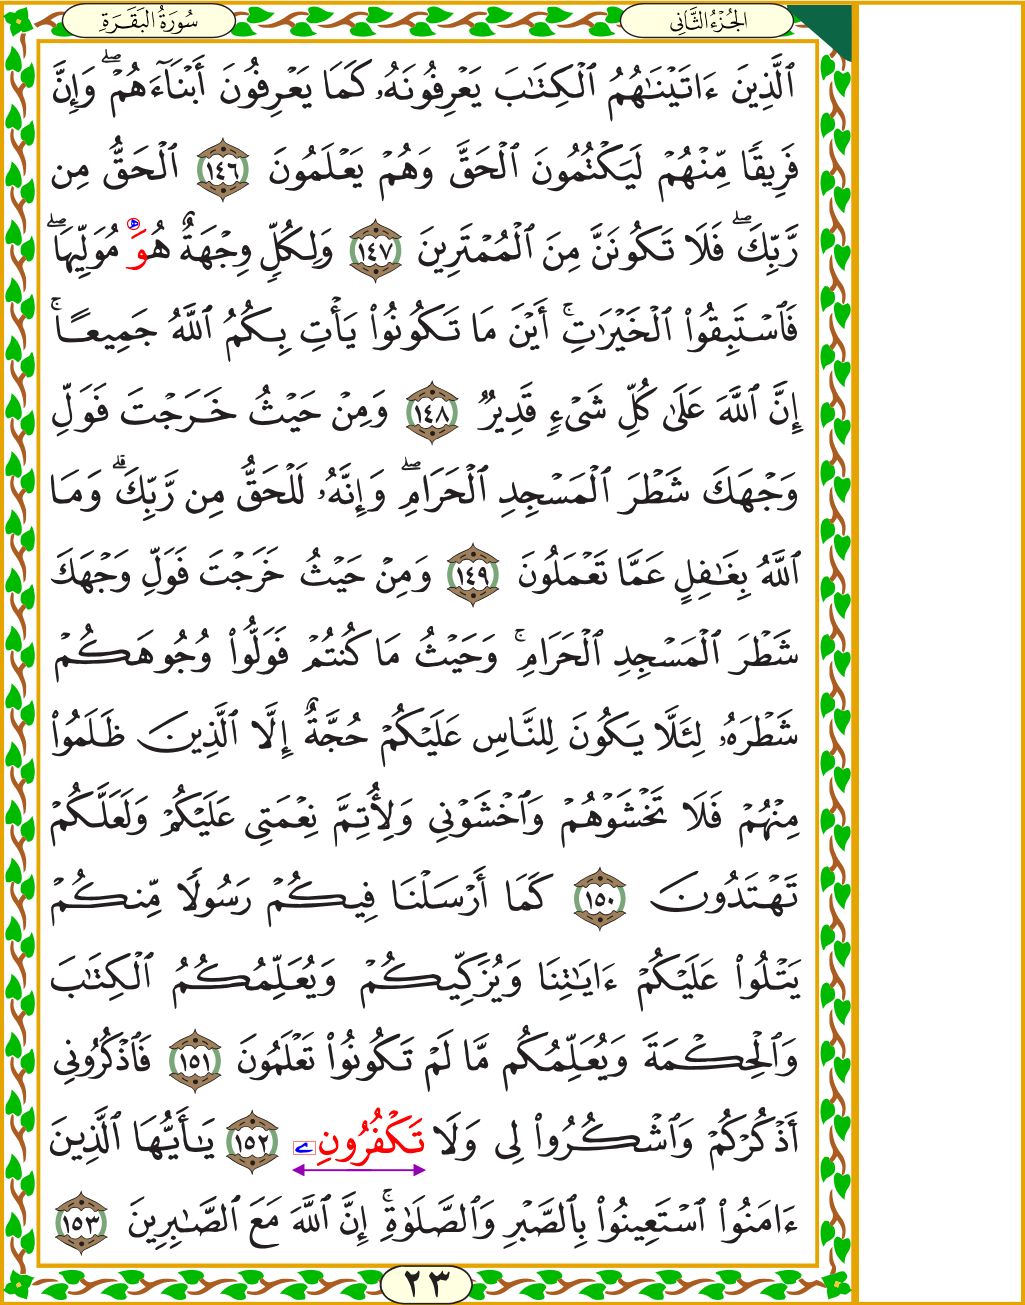 الجُزْءُ الثَّانِي
سُورَةُ البَقَرَةِ
ٱلَّذِينَ ءَاتَيْنَٰهُمُ ٱلْكِتَٰبَ يَعْرِفُونَهُۥ كَمَا يَعْرِفُونَ أَبْنَآءَهُمْۖ وَإِنَّ
فَرِيقًا مِّنْهُمْ لَيَكْتُمُونَ ٱلْحَقَّ وَهُمْ يَعْلَمُونَ ١٤٦ ٱلْحَقُّ مِن
رَّبِّكَۖ فَلَا تَكُونَنَّ مِنَ ٱلْمُمْتَرِينَ ١٤٧ وَلِكُلٍّ وِجْهَةٌ هُوَ مُوَلِّيهَاۖ
فَٱسْتَبِقُوا۟ ٱلْخَيْرَٰتِۚ أَيْنَ مَا تَكُونُوا۟ يَأْتِ بِكُمُ ٱللَّهُ جَمِيعًاۚ
إِنَّ ٱللَّهَ عَلَىٰ كُلِّ شَىْءٍ قَدِيرٌ ١٤٨ وَمِنْ حَيْثُ خَرَجْتَ فَوَلِّ
وَجْهَكَ شَطْرَ ٱلْمَسْجِدِ ٱلْحَرَامِۖ وَإِنَّهُۥ لَلْحَقُّ مِن رَّبِّكَۗ وَمَا
ٱللَّهُ بِغَٰفِلٍ عَمَّا تَعْمَلُونَ ١٤٩ وَمِنْ حَيْثُ خَرَجْتَ فَوَلِّ وَجْهَكَ
شَطْرَ ٱلْمَسْجِدِ ٱلْحَرَامِۚ وَحَيْثُ مَا كُنتُمْ فَوَلُّوا۟ وُجُوهَكُمْ
شَطْرَهُۥ لِئَلَّا يَكُونَ لِلنَّاسِ عَلَيْكُمْ حُجَّةٌ إِلَّا ٱلَّذِينَ ظَلَمُوا۟
مِنْهُمْ فَلَا تَخْشَوْهُمْ وَٱخْشَوْنِى وَلِأُتِمَّ نِعْمَتِى عَلَيْكُمْ وَلَعَلَّكُمْ
تَهْتَدُونَ ١٥٠ كَمَا أَرْسَلْنَا فِيكُمْ رَسُولًا مِّنكُمْ
يَتْلُوا۟ عَلَيْكُمْ ءَايَٰتِنَا وَيُزَكِّيكُمْ وَيُعَلِّمُكُمُ ٱلْكِتَٰبَ
وَٱلْحِكْمَةَ وَيُعَلِّمُكُم مَّا لَمْ تَكُونُوا۟ تَعْلَمُونَ ١٥١ فَٱذْكُرُونِى
أَذْكُرْكُمْ وَٱشْكُرُوا۟ لِى وَلَا تَكْفُرُونِۦ ١٥٢ يَٰأَيُّهَا ٱلَّذِينَ
ءَامَنُوا۟ ٱسْتَعِينُوا۟ بِٱلصَّبْرِ وَٱلصَّلَوٰةِۚ إِنَّ ٱللَّهَ مَعَ ٱلصَّٰبِرِينَ ١٥٣
٢٣